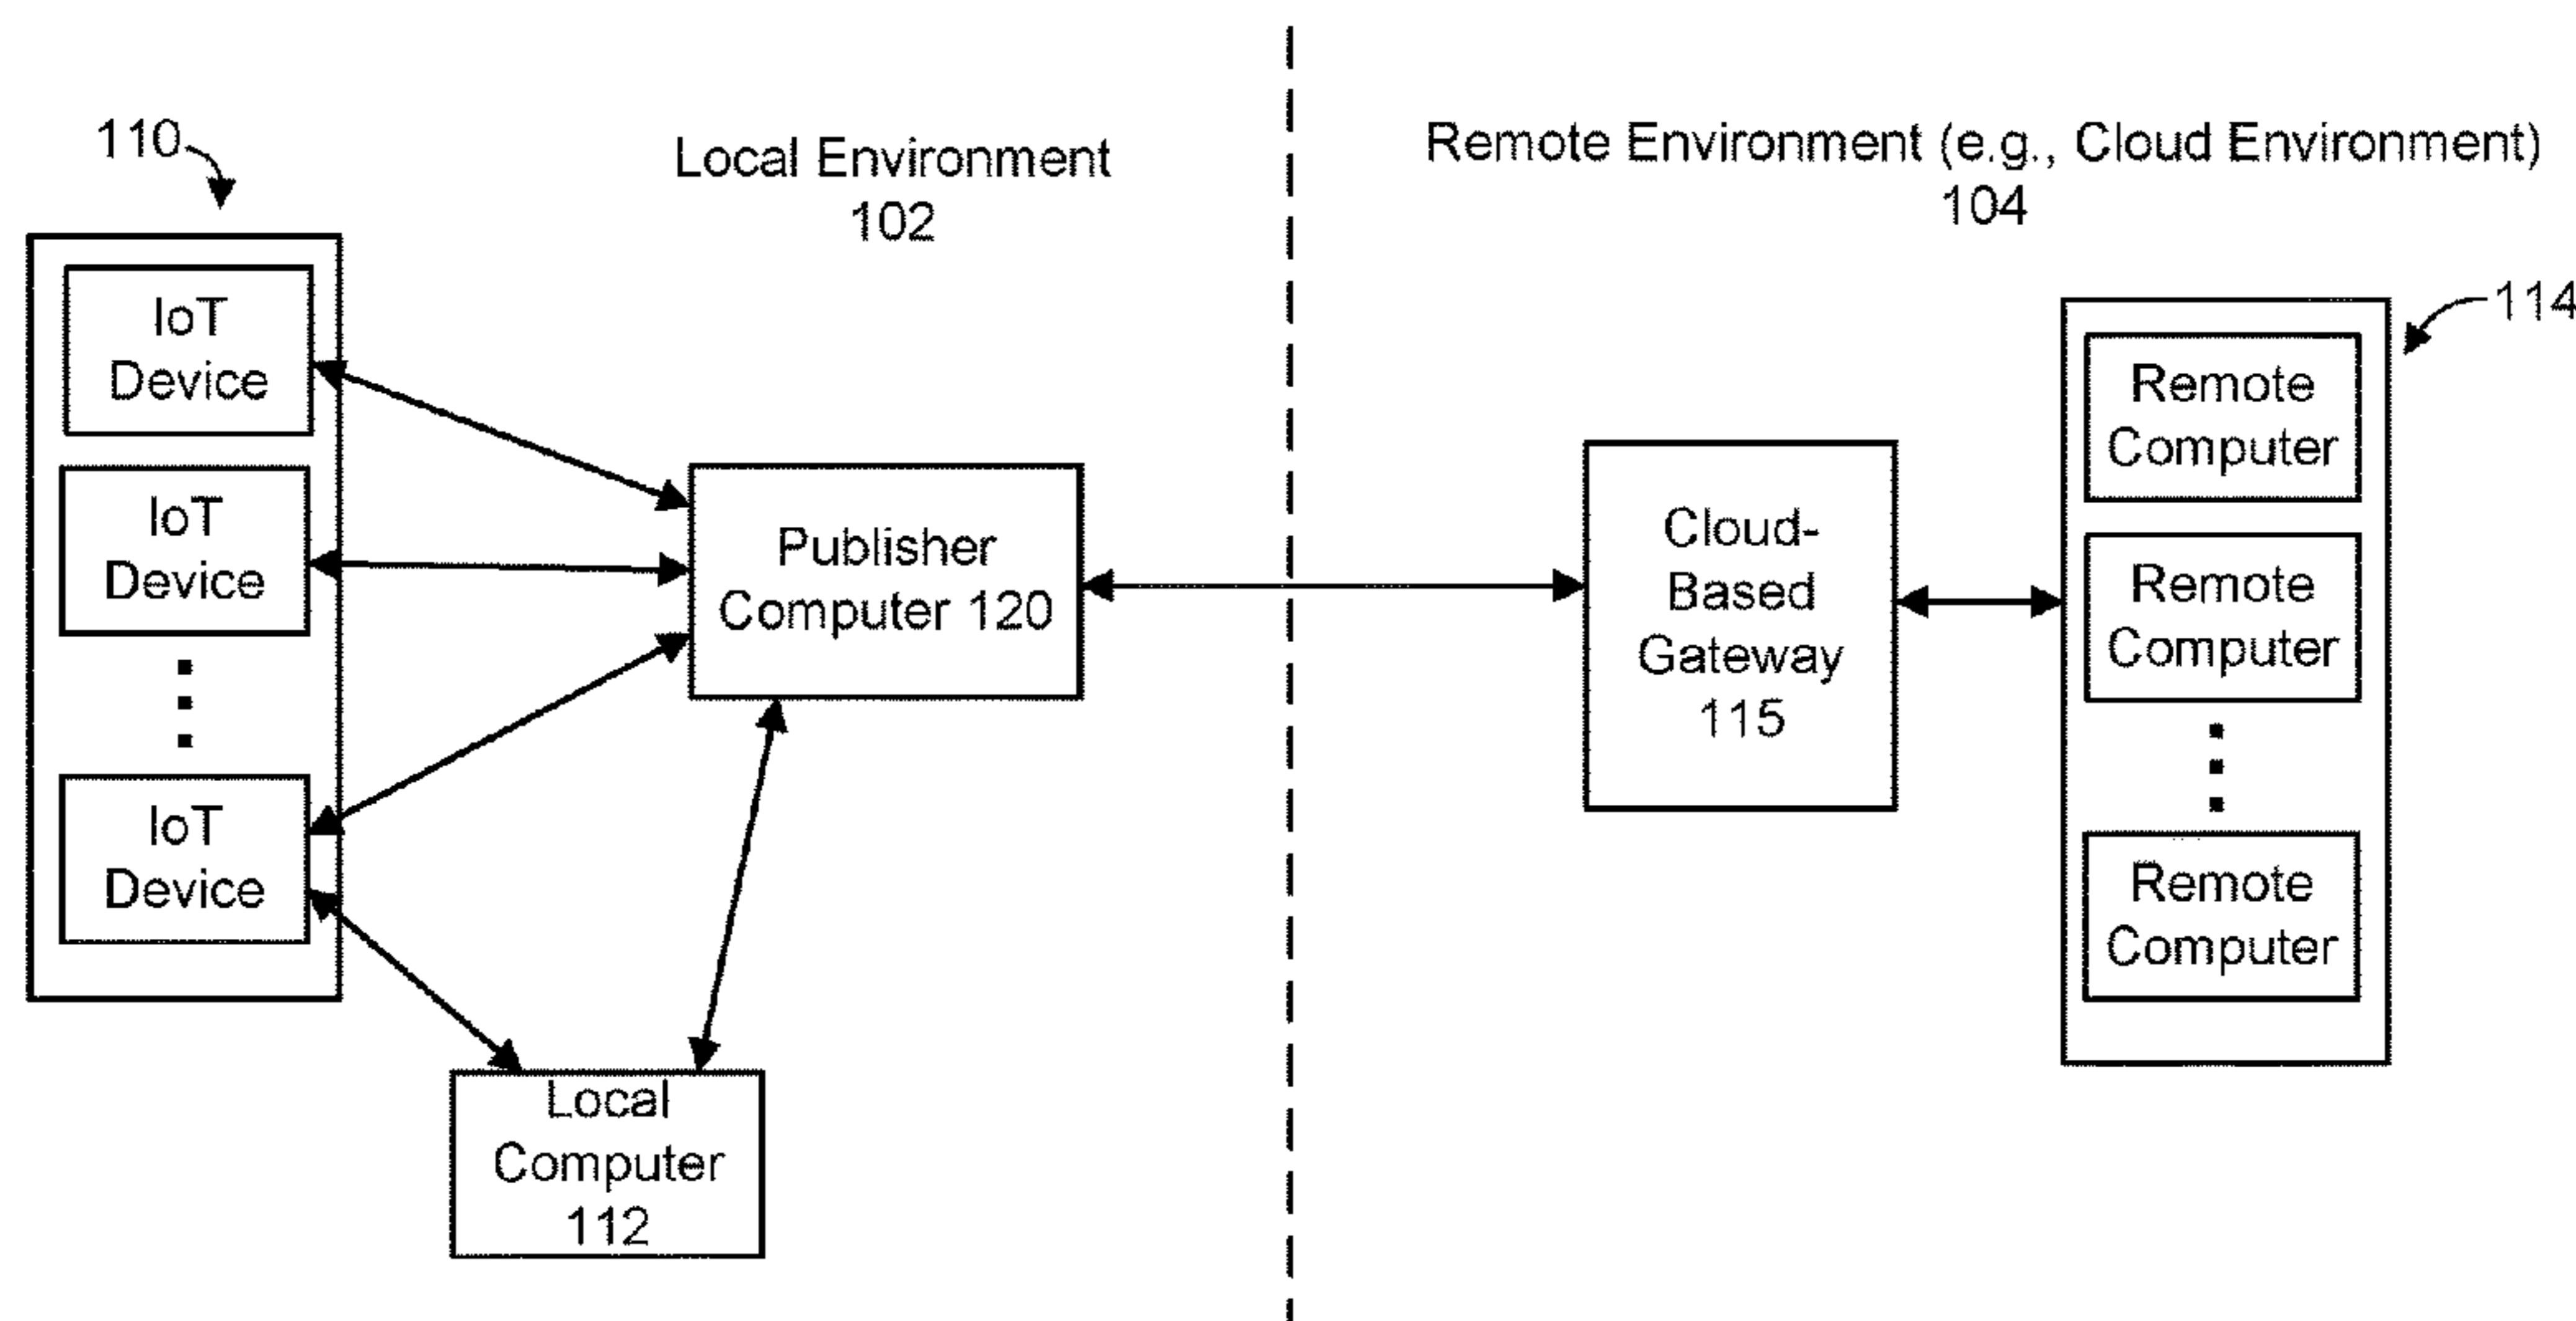 110
Local Environment
102
Remote Environment (e.g., Cloud Environment)
104
114
IoT
Device
IoT
Device
IoT
Device
Publisher
Computer 120
Local
Computer
112
Cloud-
Based
Gateway
115
Remote
Computer
Remote
Computer
Remote
Computer